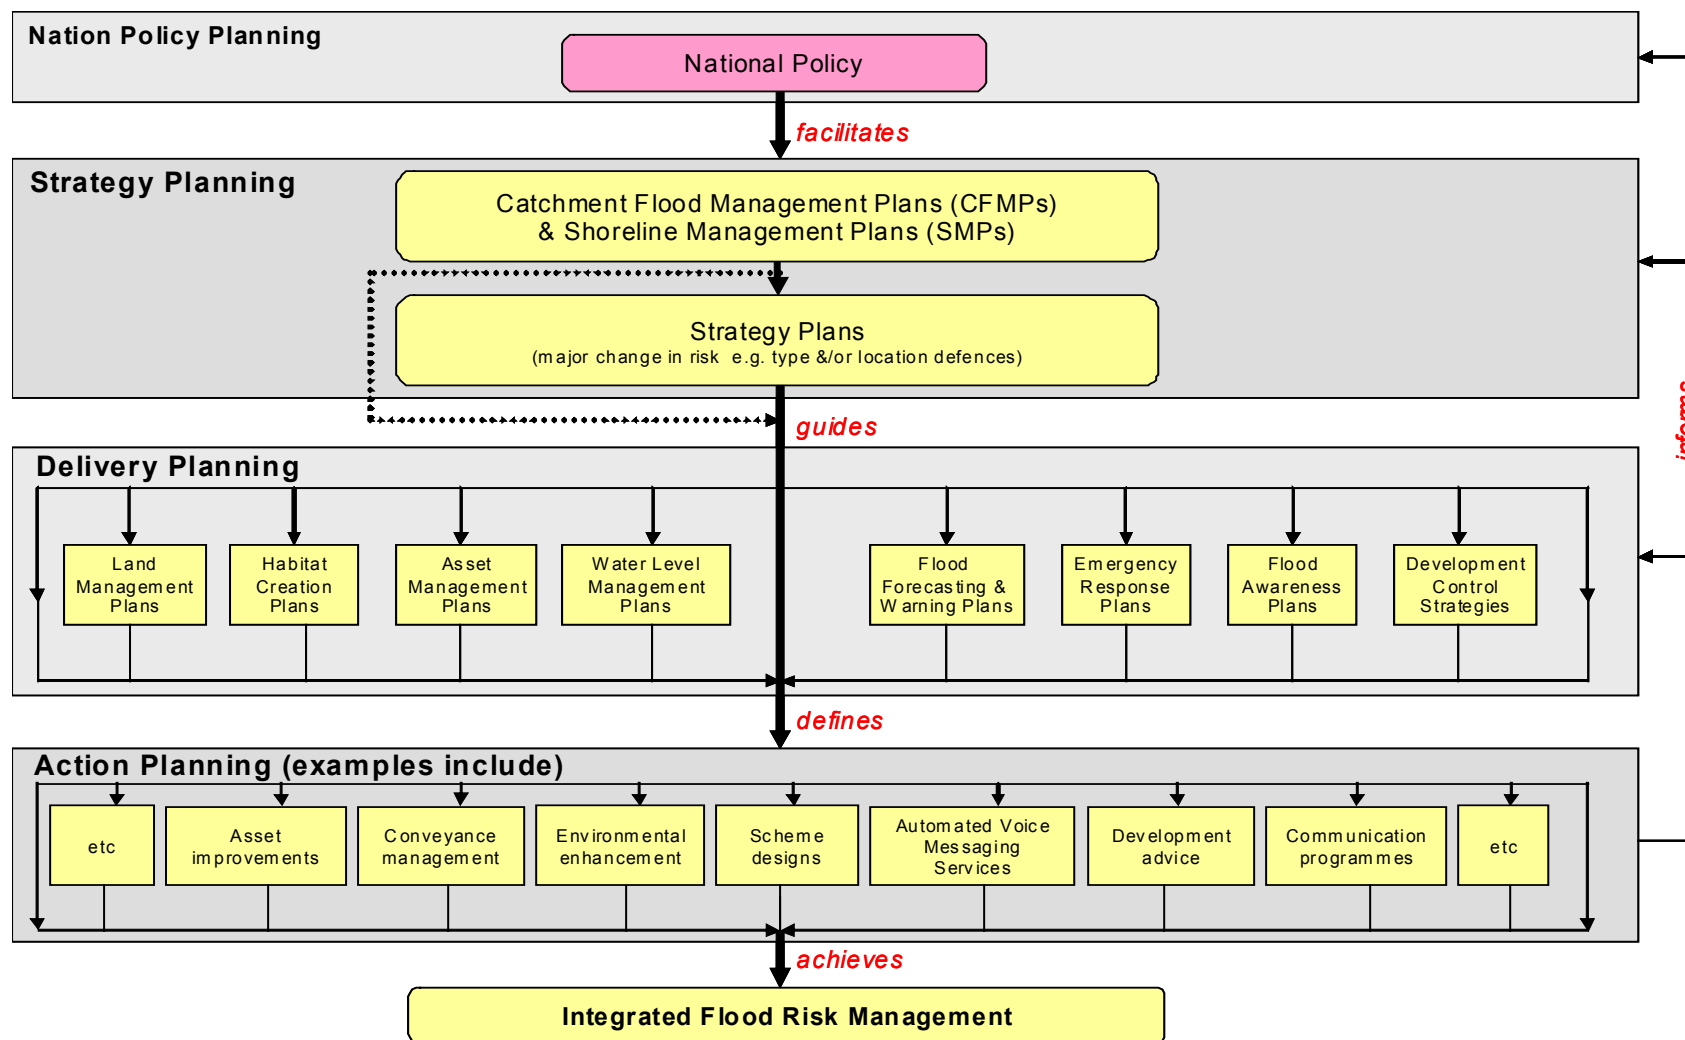 Nation Policy Planning
National Policy
facilitates
Strategy Planning
Catchment Flood Management Plans (CFMPs)
& Shoreline Management Plans (SMPs)
Strategy Plans
(major change in risk e.g. type &/or location defences)
guides
informs
Delivery Planning
Land
Management
Plans
Habitat
Creation
Plans
Asset
Management
Plans
Water Level
Management
Plans
Flood
Forecasting &
Warning Plans
Emergency
Response
Plans
Flood
Awareness
Plans
Development
Control
Strategies
defines
Action Planning (examples include)
etc
Asset
improvements
Conveyance
management
Environmental
enhancement
Scheme
designs
Automated Voice
Messaging
Services
Development
advice
Communication
programmes
etc
achieves
Integrated Flood Risk Management